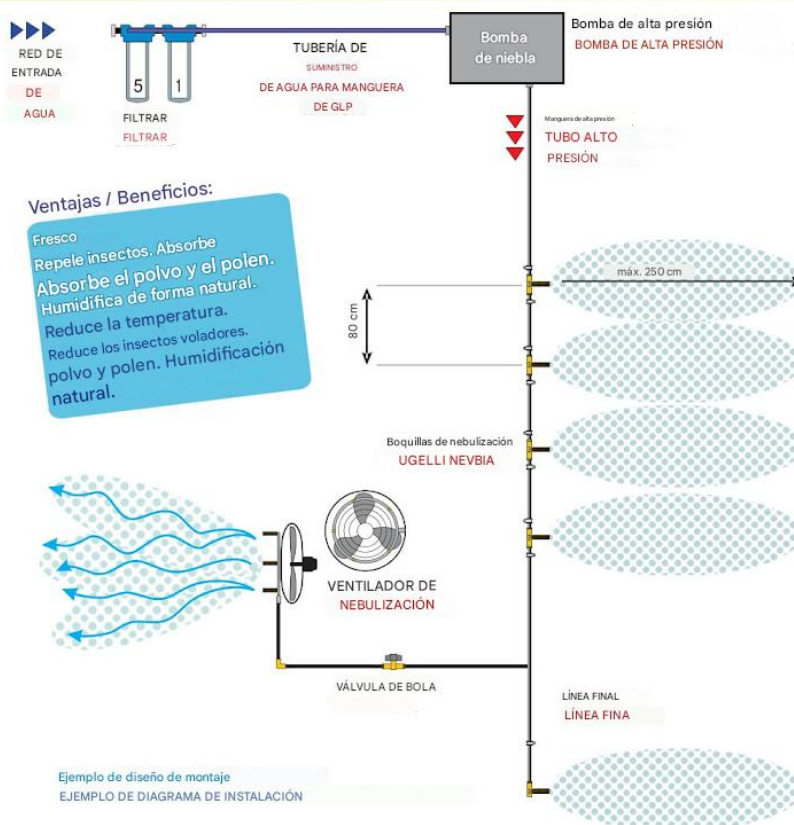 RED DE
ENTRADA
DE
AGUA
5
1
FILTRAR
FILTRAR
TUBERÍA DE
SUMINISTRO
DE AGUA PARA MANGUERA
DE GLP
Bomba
de niebla
Bomba de alta presión
BOMBA DE ALTA PRESIÓN
Manguera de alta presión
TUBO ALTO
PRESIÓN
Ventajas / Beneficios:
Fresco
Repele insectos. Absorbe
Absorbe el polvo y el polen.
Humidifica de forma natural.
Reduce la temperatura.
Reduce los insectos voladores.
polvo y polen. Humidificación
natural.
máx. 250 cm
80 cm
Boquillas de nebulización
UGELLI NEVBIA
VENTILADOR DE
NEBULIZACIÓN
VÁLVULA DE BOLA
LÍNEA FINAL
LÍNEA FINA
Ejemplo de diseño de montaje
EJEMPLO DE DIAGRAMA DE INSTALACIÓN